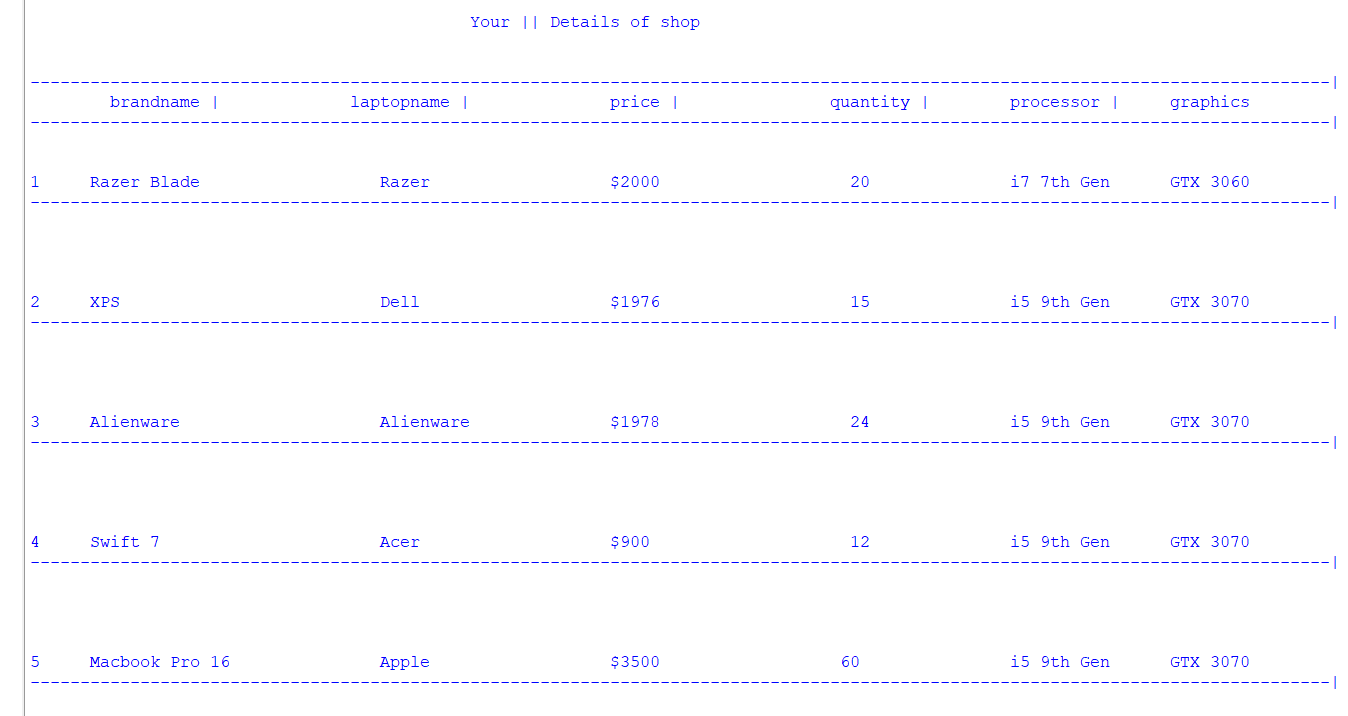 Your || Details of shop
-----------------------------------------------------------------------------------------------------------------------------------|
brandname | laptopname | price | quantity | processor | graphics
-----------------------------------------------------------------------------------------------------------------------------------|
1 Razer Blade Razer $2000 20 i7 7th Gen GTX 3060
-----------------------------------------------------------------------------------------------------------------------------------|
2 XPS Dell $1976 15 i5 9th Gen GTX 3070
-----------------------------------------------------------------------------------------------------------------------------------|
3 Alienware Alienware $1978 24 i5 9th Gen GTX 3070
-----------------------------------------------------------------------------------------------------------------------------------|
4 Swift 7 Acer $900 12 i5 9th Gen GTX 3070
-----------------------------------------------------------------------------------------------------------------------------------|
5 Macbook Pro 16 Apple $3500 60 i5 9th Gen GTX 3070
-----------------------------------------------------------------------------------------------------------------------------------|